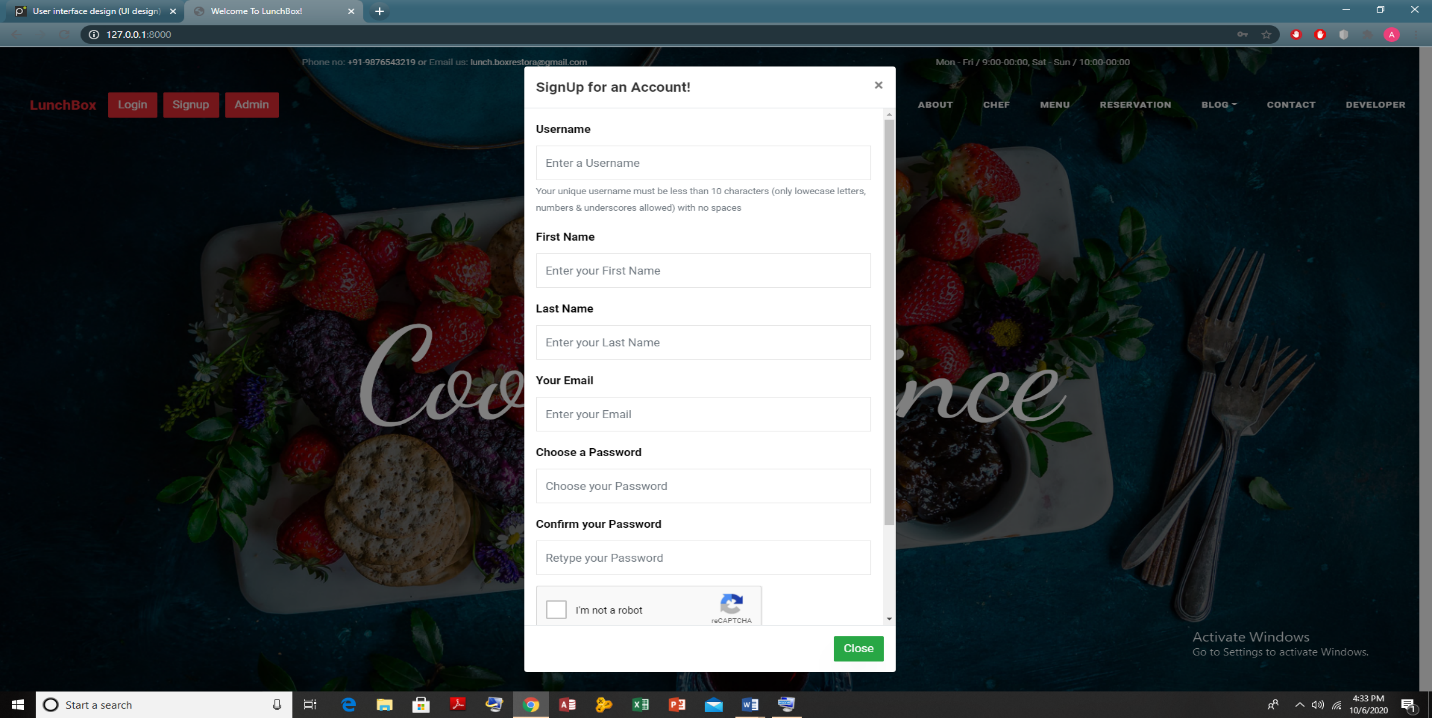 User interface design (UI design)
Welcome To LunchBox!
127.0.0.1:8000
A
Phone no: +91-9876543219 or Email us: lunch.boxrestora@gmail.com
Mon - Fri / 9:00-00:00, Sat - Sun / 10:00-00:00
LunchBox
Login
Signup
Admin
ABOUT
CHEF
MENU
RESERVATION
BLOG
CONTACT
DEVELOPER
SignUp for an Account!
×
Username
Enter a Username
Your unique username must be less than 10 characters (only lowecase letters,
numbers & underscores allowed) with no spaces
First Name
Enter your First Name
Last Name
Enter your Last Name
Your Email
Enter your Email
Choose a Password
Choose your Password
Confirm your Password
Retype your Password
I'm not a robot
reCAPTCHA
Close
Coo
nce
Activate Windows
Go to Settings to activate Windows.
Start a search
4:33 PM
10/6/2020
1